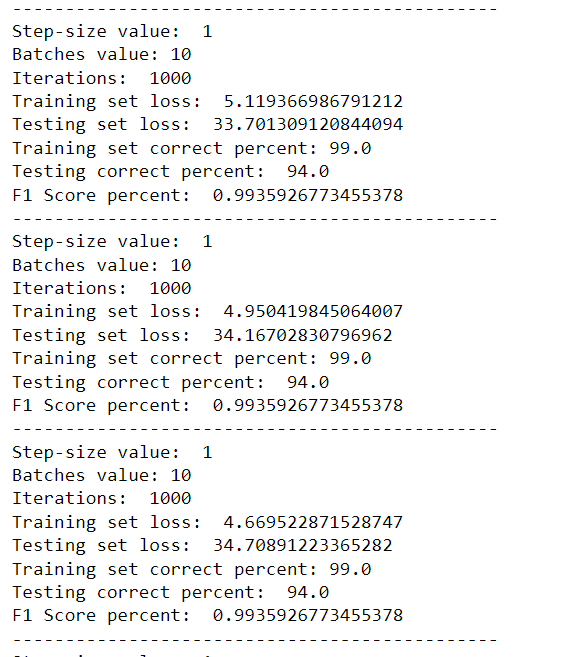 ---------------------------------------------
Step-size value:  1
Batches value: 10
Iterations:  1000
Training set loss:  5.119366986791212
Testing set loss:  33.701309120844094
Training set correct percent: 99.0
Testing correct percent:  94.0
F1 Score percent:  0.9935926773455378
---------------------------------------------
Step-size value:  1
Batches value: 10
Iterations:  1000
Training set loss:  4.950419845064007
Testing set loss:  34.16702830796962
Training set correct percent: 99.0
Testing correct percent:  94.0
F1 Score percent:  0.9935926773455378
---------------------------------------------
Step-size value:  1
Batches value: 10
Iterations:  1000
Training set loss:  4.669522871528747
Testing set loss:  34.70891223365282
Training set correct percent: 99.0
Testing correct percent:  94.0
F1 Score percent:  0.9935926773455378
---------------------------------------------